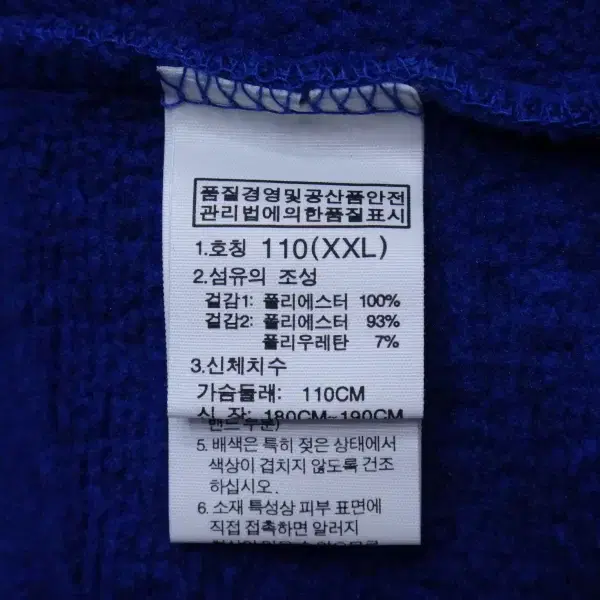 품질경영및공산품안전
관리법에의한품질표시
1.호칭 110(XXL)
2.섬유의 조성
겉감1: 폴리에스터 100%
겉감2: 폴리에스터 93%
폴리우레탄 7%
3.신체치수
가슴둘레: 110CM
신 장: 180CM~190CM
5. 배색은 특히 젖은 상태에서
색상이 겹치지 않도록 건조
하십시오.
6. 소재 특성상 피부 표면에
직접 접촉하면 알러지